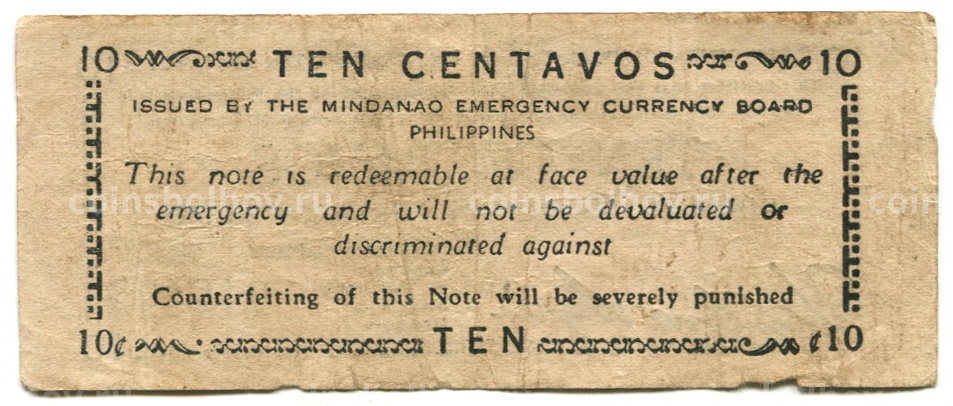 10 TEN CENTAVOS 10
ISSUED BY THE MINDANAO EMERGENCY CURRENCY BOARD
PHILIPPINES
This note is redeemable at face value after the
emergency and will not be devaluated or
discriminated against
Counterfeiting of this Note will be severely punished
10¢ TEN ¢10